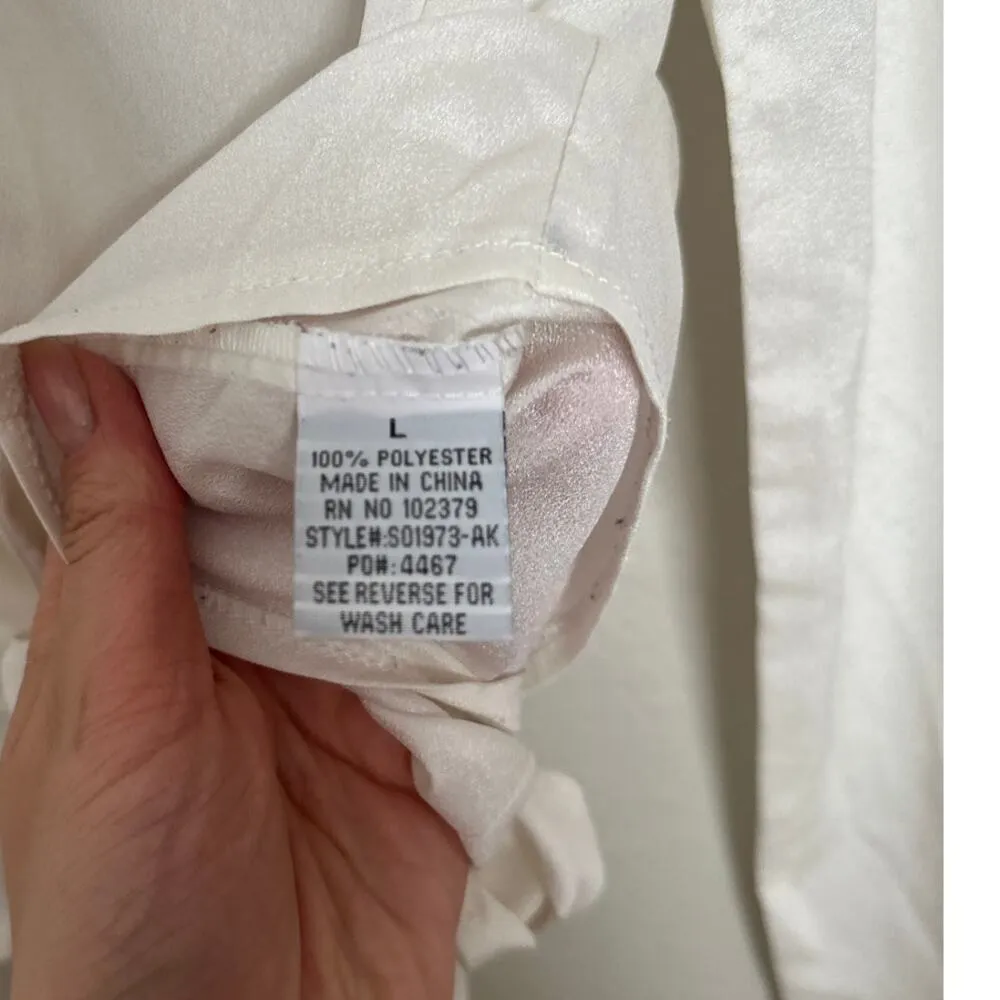 L
100% POLYESTER
MADE IN CHINA
RN NO 102379
STYLE#:S01973-AK
PO#:4467
SEE REVERSE FOR
WASH CARE